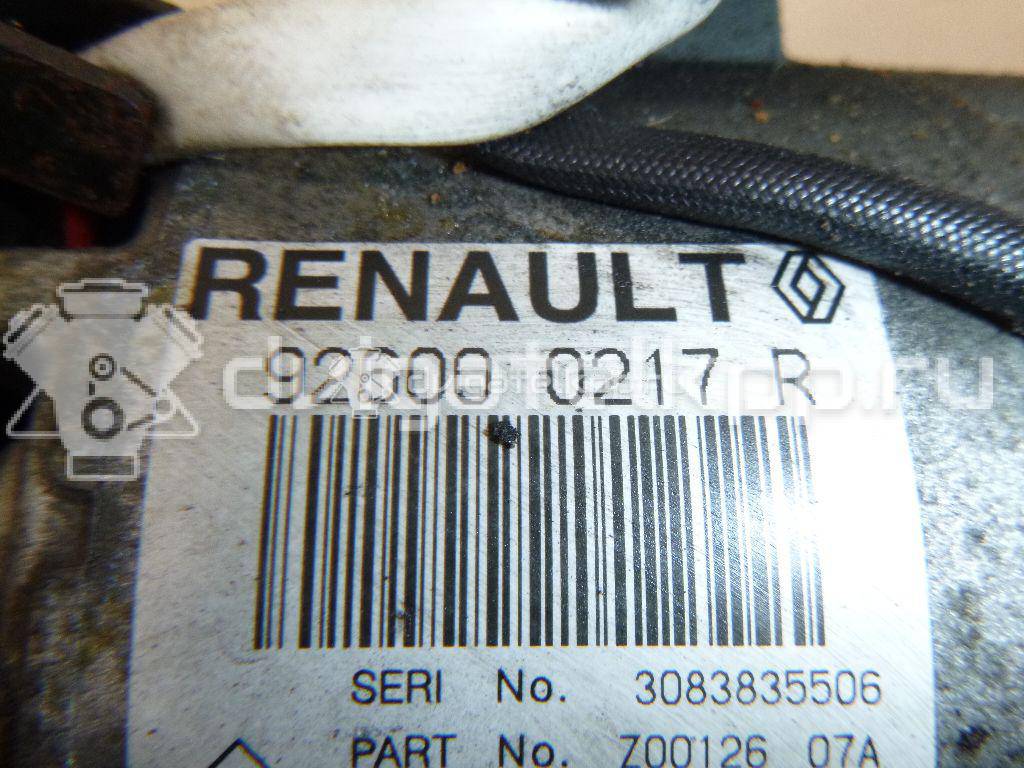 RENAULT
92600 0217 R
SERI No. 3083835506
PART No. Z00126 07A